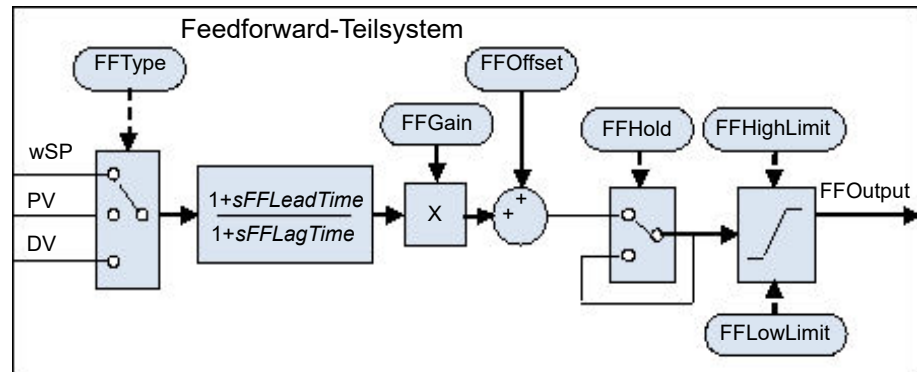 Feedforward-Teilsystem
FFType
FFOffset
FFGain
FFHold
FFHighLimit
wSP
PV
DV
1+sFFLeadTime
1+sFFLagTime
X
+
+
FFOutput
FFLowLimit